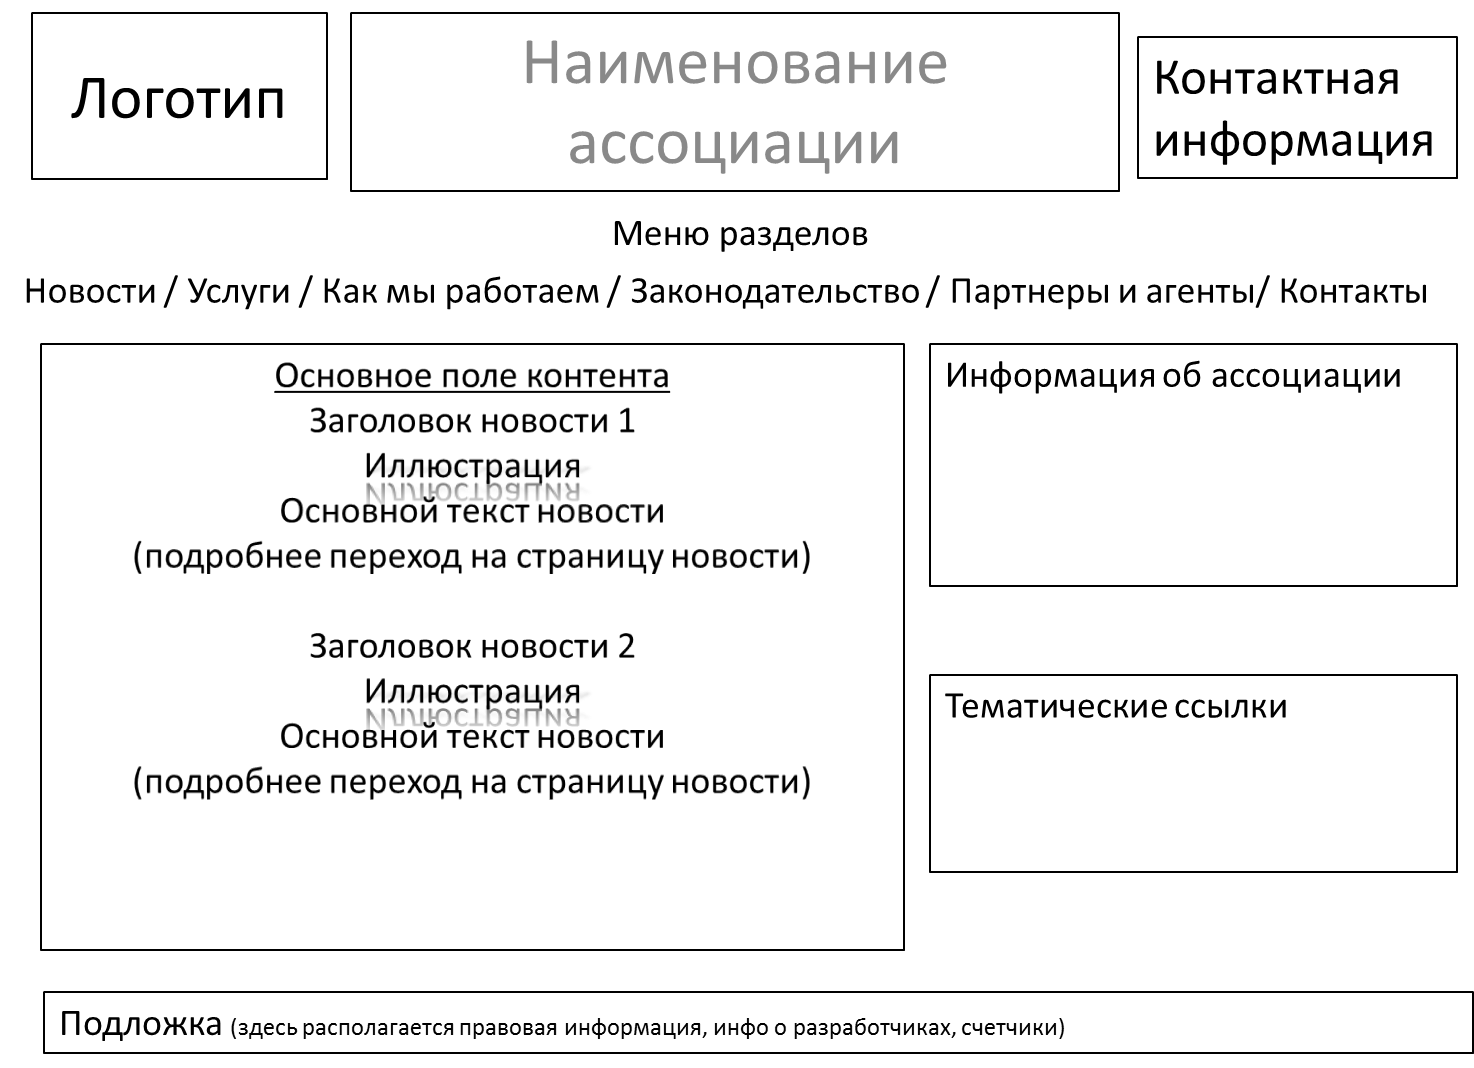 Логотип
Наименование
ассоциации
Контактная
информация
Меню разделов
Новости / Услуги / Как мы работаем / Законодательство / Партнеры и агенты/ Контакты
Основное поле контента
Заголовок новости 1
Иллюстрация
Основной текст новости
(подробнее переход на страницу новости)
Заголовок новости 2
Иллюстрация
Основной текст новости
(подробнее переход на страницу новости)
Информация об ассоциации
Тематические ссылки
Подложка (здесь располагается правовая информация, инфо о разработчиках, счетчики)